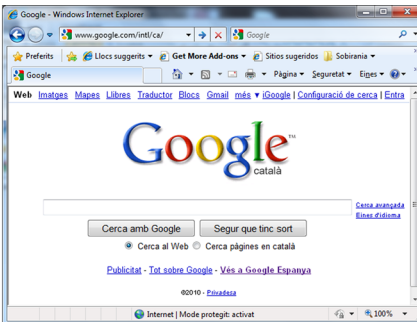 Google - Windows Internet Explorer
www.google.com/intl/ca/
Google
Preferits Llocs suggerits Get More Add-ons Sitios sugeridos Sobirania
Google Pàgina Seguretat Eines
Web Imatges Mapes Llibres Traductor Blocs Gmail més ▼ iGoogle | Configuració de cerca | Entra
Google™
català
Cerca avançada
Eines d'idioma
Cerca amb Google Segur que tinc sort
Cerca al Web Cerca pàgines en català
Publicitat - Tot sobre Google - Vés a Google Espanya
©2010 - Privadesa
Internet | Mode protegit: activat 100%